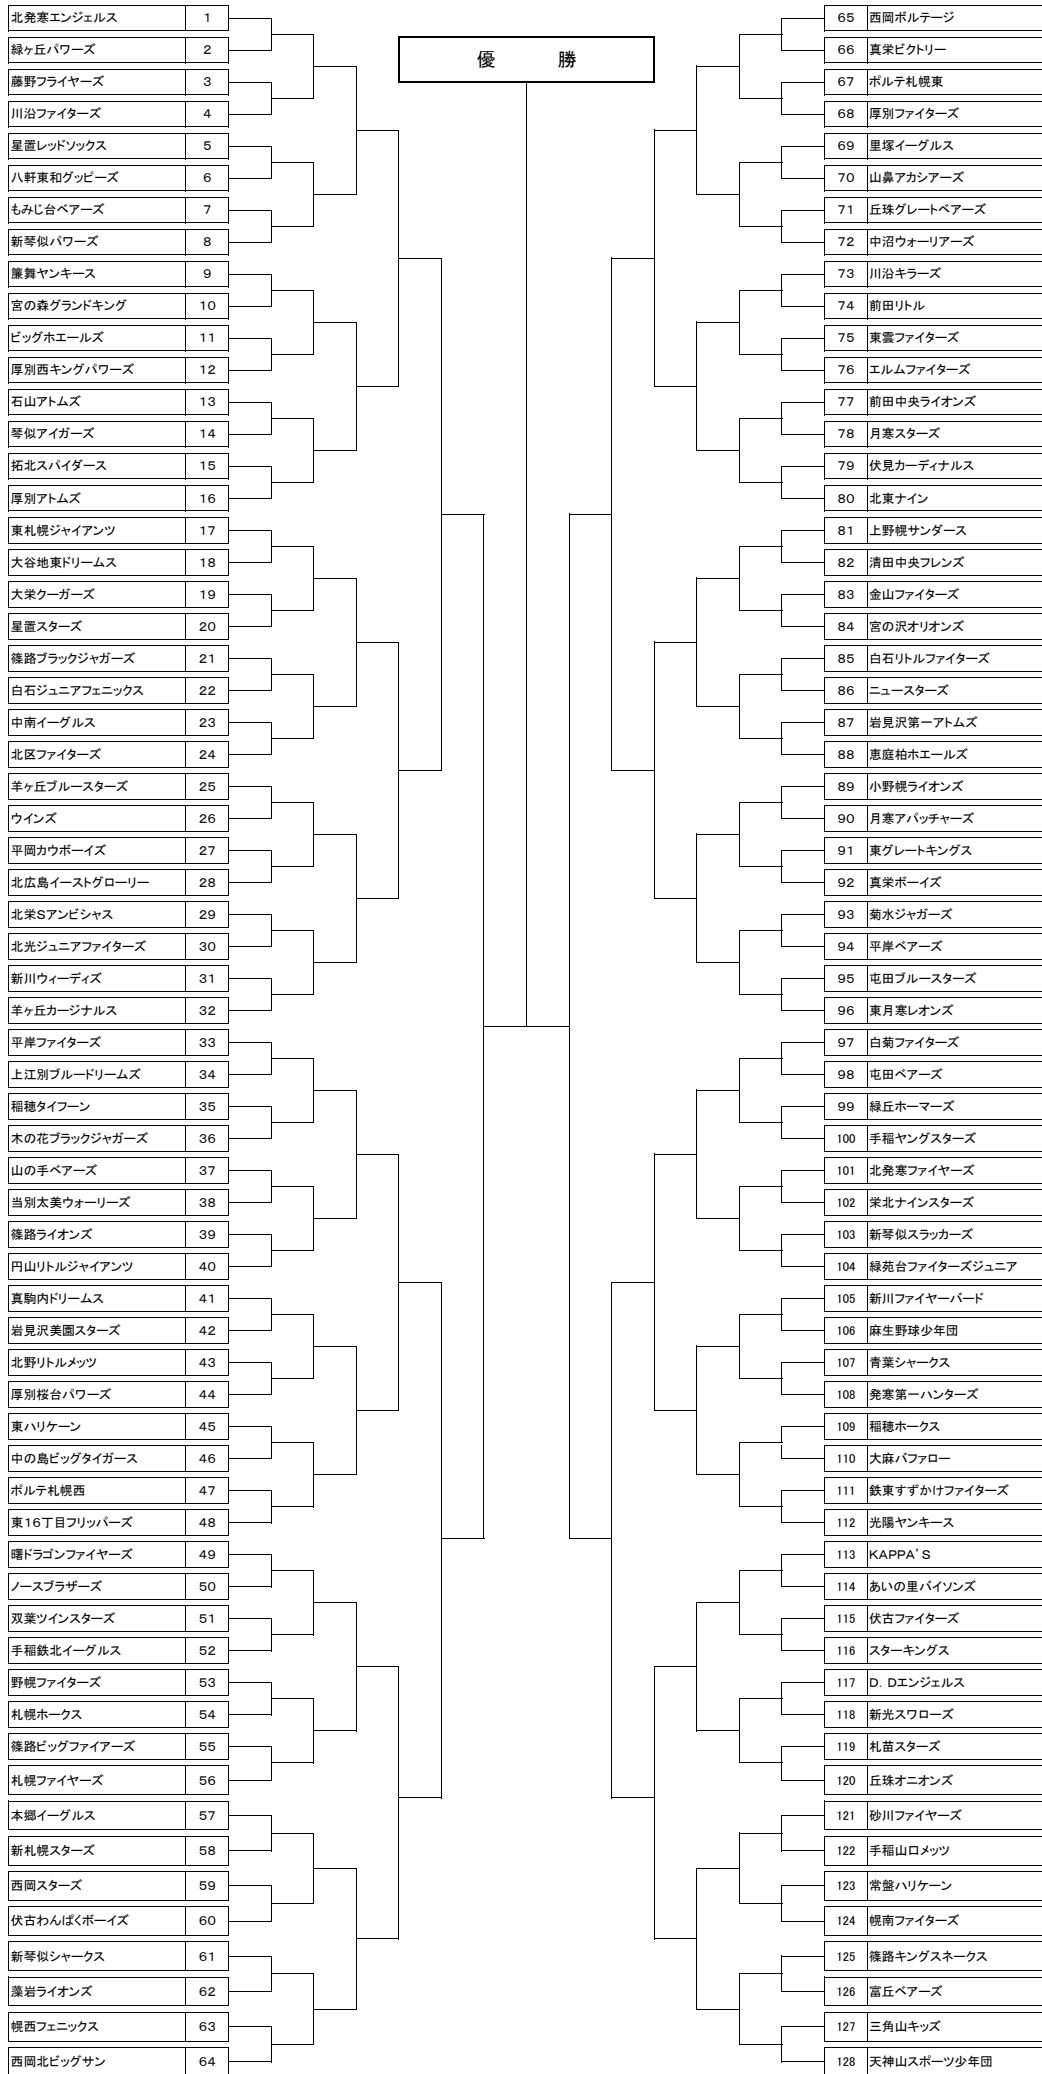 優　　勝
北発寒エンジェルス 1
緑ヶ丘パワーズ 2
藤野フライヤーズ 3
川沿ファイターズ 4
星置レッドソックス 5
八軒東和グッピーズ 6
もみじ台ベアーズ 7
新琴似パワーズ 8
簾舞ヤンキース 9
宮の森グランドキング 10
ビッグホエールズ 11
厚別西キングパワーズ 12
石山アトムズ 13
琴似アイガーズ 14
拓北スパイダース 15
厚別アトムズ 16
東札幌ジャイアンツ 17
大谷地東ドリームス 18
大栄クーガーズ 19
星置スターズ 20
篠路ブラックジャガーズ 21
白石ジュニアフェニックス 22
中南イーグルス 23
北区ファイターズ 24
羊ヶ丘ブルースターズ 25
ウインズ 26
平岡カウボーイズ 27
北広島イーストグローリー 28
北栄Sアンビシャス 29
北光ジュニアファイターズ 30
新川ウィーディズ 31
羊ヶ丘カージナルス 32
平岸ファイターズ 33
上江別ブルードリームズ 34
稲穂タイフーン 35
木の花ブラックジャガーズ 36
山の手ベアーズ 37
当別太美ウォーリーズ 38
篠路ライオンズ 39
円山リトルジャイアンツ 40
真駒内ドリームス 41
岩見沢美園スターズ 42
北野リトルメッツ 43
厚別桜台パワーズ 44
東ハリケーン 45
中の島ビッグタイガース 46
ポルテ札幌西 47
東16丁目フリッパーズ 48
曙ドラゴンファイヤーズ 49
ノースブラザーズ 50
双葉ツインスターズ 51
手稲鉄北イーグルス 52
野幌ファイターズ 53
札幌ホークス 54
篠路ビッグファイアーズ 55
札幌ファイヤーズ 56
本郷イーグルス 57
新札幌スターズ 58
西岡スターズ 59
伏古わんぱくボーイズ 60
新琴似シャークス 61
藻岩ライオンズ 62
幌西フェニックス 63
西岡北ビッグサン 64
65 西岡ボルテージ
66 真栄ビクトリー
67 ポルテ札幌東
68 厚別ファイターズ
69 里塚イーグルス
70 山鼻アカシアーズ
71 丘珠グレートベアーズ
72 中沼ウォーリアーズ
73 川沿キラーズ
74 前田リトル
75 東雲ファイターズ
76 エルムファイターズ
77 前田中央ライオンズ
78 月寒スターズ
79 伏見カーディナルス
80 北東ナイン
81 上野幌サンダース
82 清田中央フレンズ
83 金山ファイターズ
84 宮の沢オリオンズ
85 白石リトルファイターズ
86 ニュースターズ
87 岩見沢第一アトムズ
88 恵庭柏ホエールズ
89 小野幌ライオンズ
90 月寒アパッチャーズ
91 東グレートキングス
92 真栄ボーイズ
93 菊水ジャガーズ
94 平岸ベアーズ
95 屯田ブルースターズ
96 東月寒レオンズ
97 白菊ファイターズ
98 屯田ベアーズ
99 緑丘ホーマーズ
100 手稲ヤングスターズ
101 北発寒ファイヤーズ
102 栄北ナインスターズ
103 新琴似スラッカーズ
104 緑苑台ファイターズジュニア
105 新川ファイヤーバード
106 麻生野球少年団
107 青葉シャークス
108 発寒第一ハンターズ
109 稲穂ホークス
110 大麻バファロー
111 鉄東すずかけファイターズ
112 光陽ヤンキース
113 KAPPA'S
114 あいの里バイソンズ
115 伏古ファイターズ
116 スターキングス
117 D．Dエンジェルス
118 新光スワローズ
119 札苗スターズ
120 丘珠オニオンズ
121 砂川ファイヤーズ
122 手稲山口メッツ
123 常盤ハリケーン
124 幌南ファイターズ
125 篠路キングスネークス
126 富丘ベアーズ
127 三角山キッズ
128 天神山スポーツ少年団